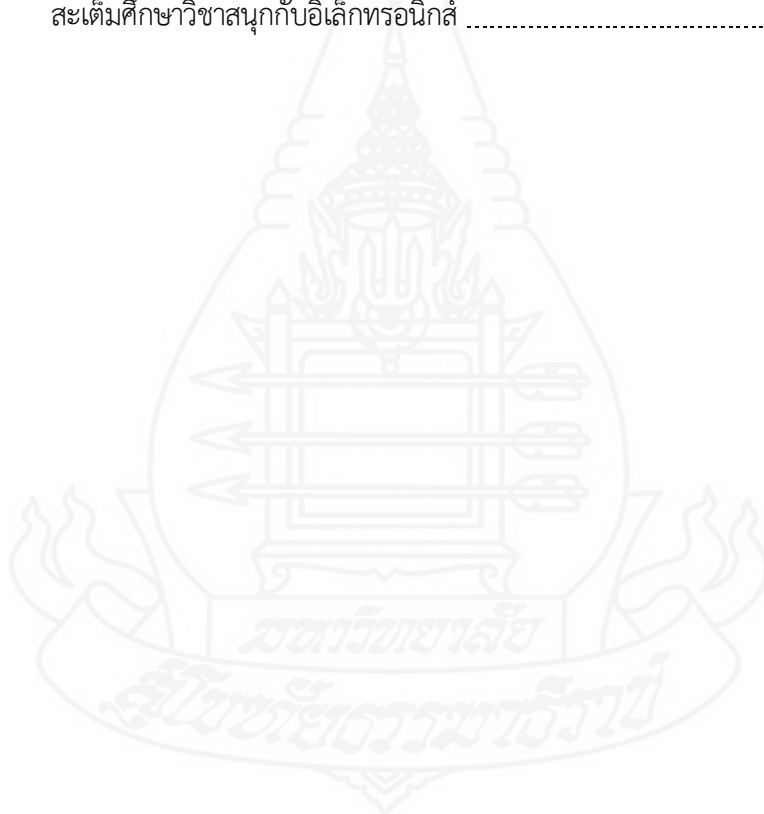 สะเต็มศึกษาวิชาสนุกกับอิเล็กทรอนิกส์
มหาวิทยาลัย
สุโขทัยธรรมาธิราช